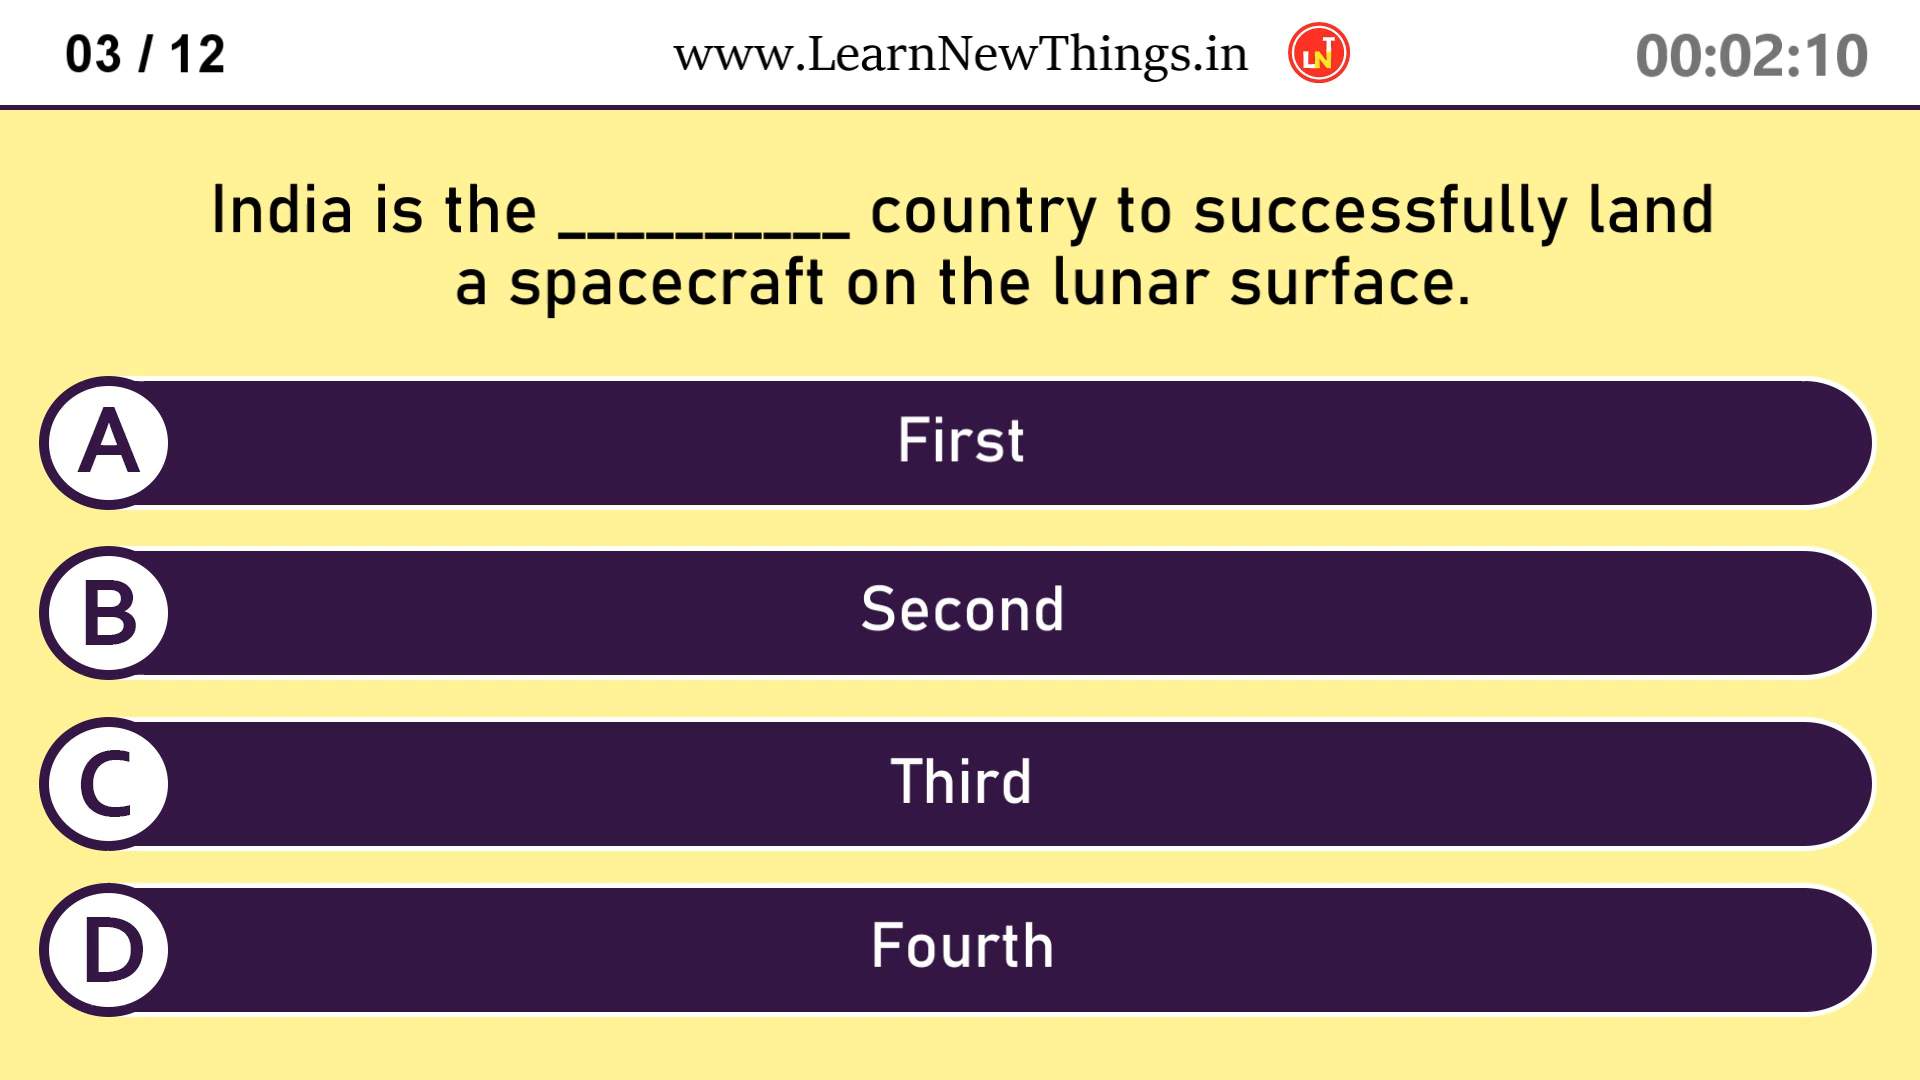 03 / 12
www.LearnNewThings.in
LNT
00:02:10
India is the __________ country to successfully land
a spacecraft on the lunar surface.
A
First
B
Second
C
Third
D
Fourth